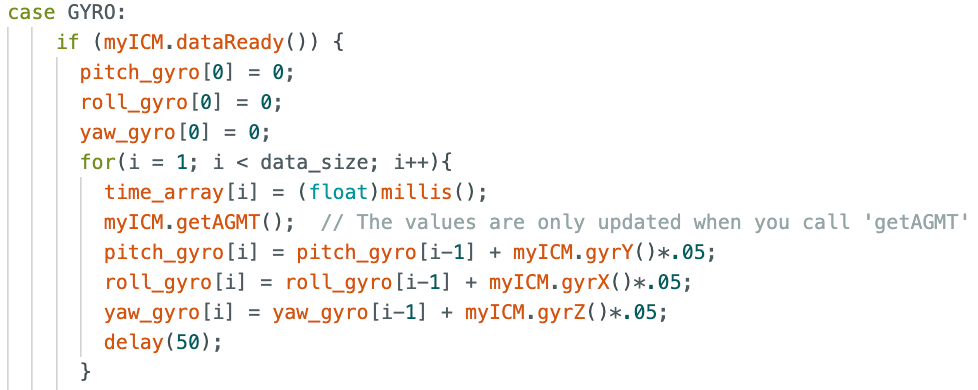 case GYRO:
if (myICM.dataReady()) {
pitch_gyro[0] = 0;
roll_gyro[0] = 0;
yaw_gyro[0] = 0;
for(i = 1; i < data_size; i++){
time_array[i] = (float)millis();
myICM.getAGMT();  // The values are only updated when you call 'getAGMT'
pitch_gyro[i] = pitch_gyro[i-1] + myICM.gyrY()*.05;
roll_gyro[i] = roll_gyro[i-1] + myICM.gyrX()*.05;
yaw_gyro[i] = yaw_gyro[i-1] + myICM.gyrZ()*.05;
delay(50);
}